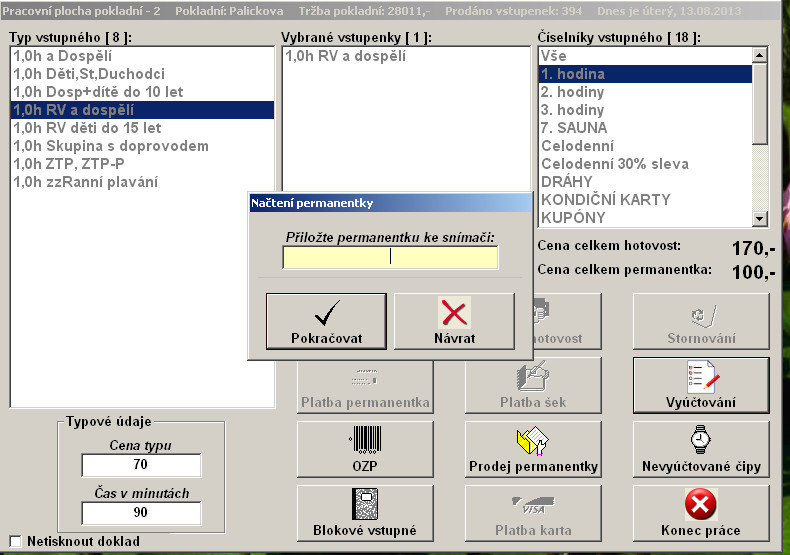 Pracovní plocha pokladní - 2 Pokladní: Palickova Tržba pokladní: 28011,- Prodáno vstupenek: 394 Dnes je úterý, 13.08.2013
Typ vstupného [ 8 ]:
1,0h a Dospělí
1,0h Děti,St,Duchodci
1,0h Dosp+dítě do 10 let
1,0h RV a dospělí
1,0h RV děti do 15 let
1,0h Skupina s doprovodem
1,0h ZTP, ZTP-P
1,0h zzRanní plavání
Vybrané vstupenky [ 1 ]:
1,0h RV a dospělí
Číselníky vstupného [ 18 ]:
Vše
1. hodina
2. hodiny
3. hodiny
7. SAUNA
Celodenní
Celodenní 30% sleva
DRÁHY
KONDIČNÍ KARTY
KUPÓNY
Cena celkem hotovost: 170,-
Cena celkem permanentka: 100,-
Načtení permanentky
Přiložte permanentku ke snímači:
Pokračovat
Návrat
hotovost
Stornování
Platba permanentka
Platba šek
Vyúčtování
OZP
Prodej permanentky
Nevyúčtované čipy
Blokové vstupné
VISA
Platba karta
Konec práce
Typové údaje
Cena typu
70
Čas v minutách
90
Netisknout doklad